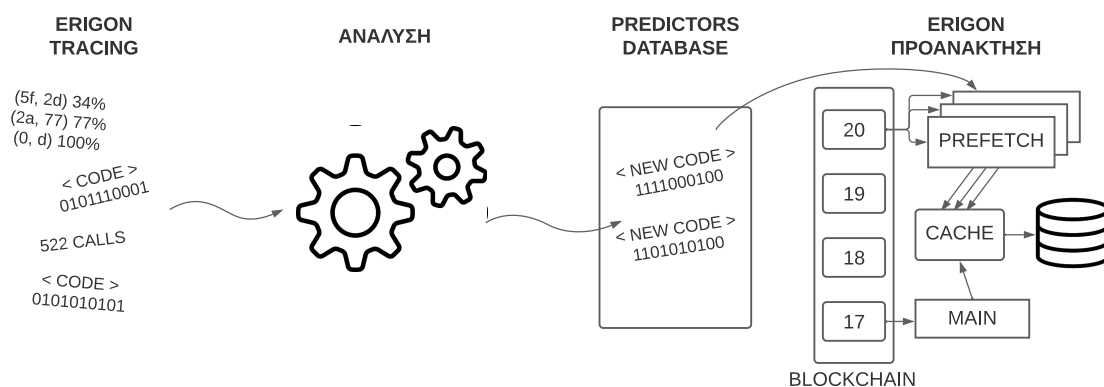 ERIGON
TRACING
(5f, 2d) 34%
(2a, 77) 77%
(0, d) 100%
< CODE >
0101110001
522 CALLS
< CODE >
0101010101
ΑΝΑΛΥΣΗ
PREDICTORS
DATABASE
< NEW CODE >
1111000100
< NEW CODE >
1101010100
ERIGON
ΠΡΟΑΝΑΚΤΗΣΗ
20
19
18
17
BLOCKCHAIN
PREFETCH
CACHE
MAIN